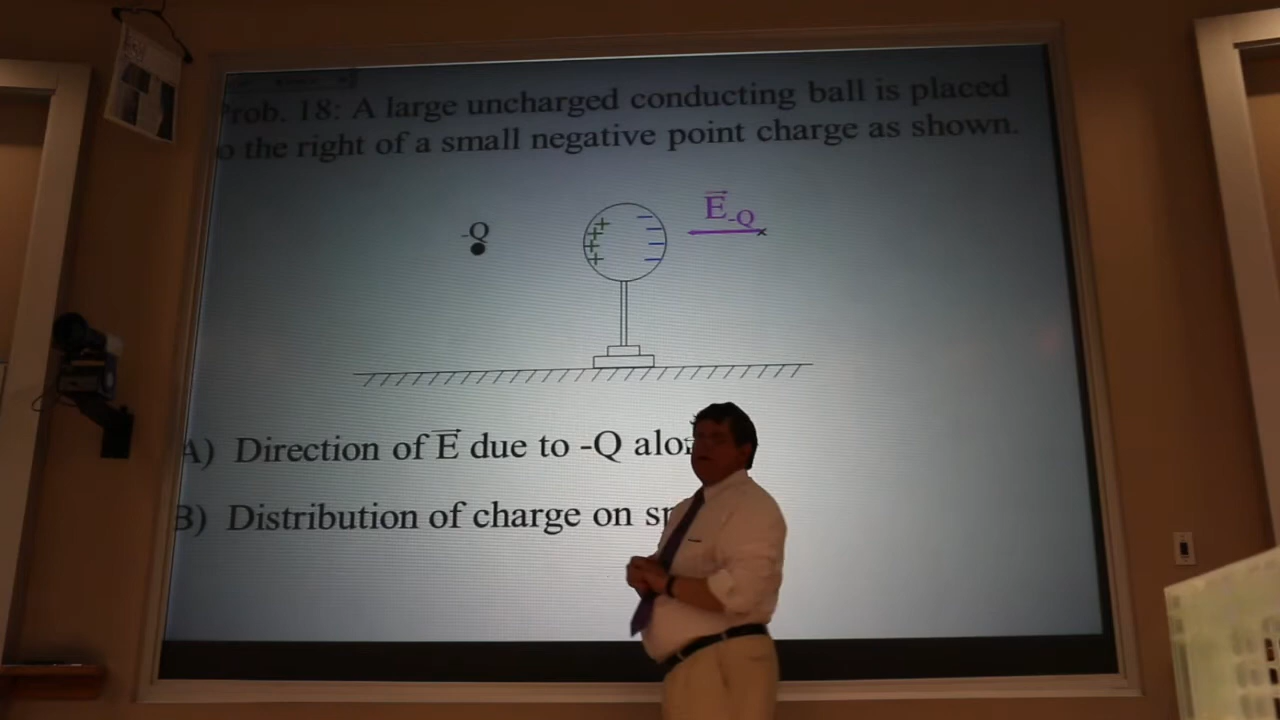 rob. 18: A large uncharged conducting ball is placed
o the right of a small negative point charge as shown.
-Q
E-Q
A) Direction of E due to -Q alo
B) Distribution of charge on sp